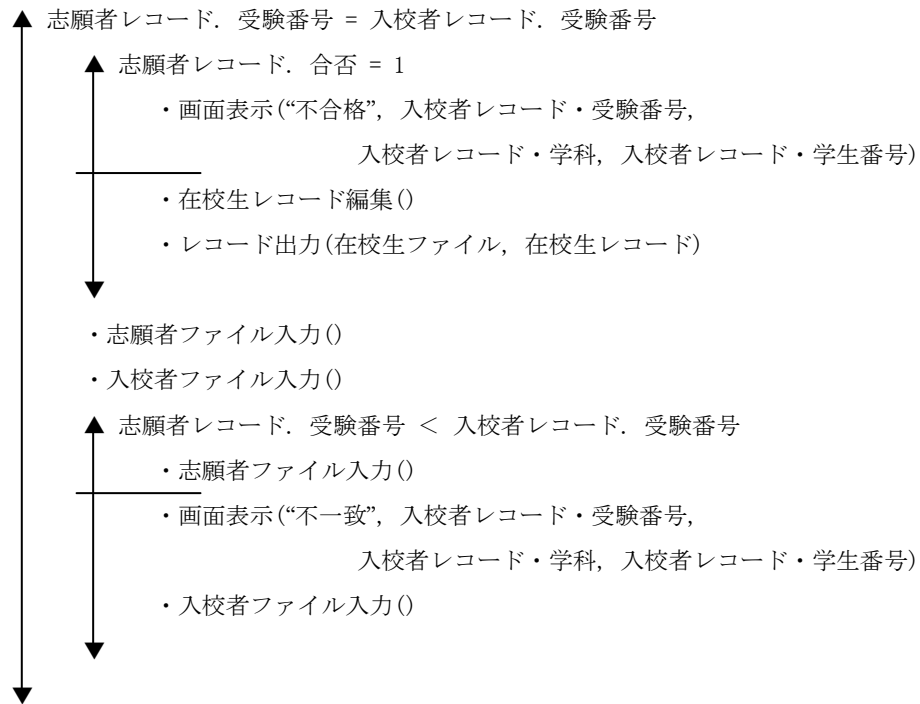 志願者レコード．受験番号 = 入校者レコード．受験番号
志願者レコード．合否 = 1
・画面表示(“不合格”, 入校者レコード・受験番号,
入校者レコード・学科, 入校者レコード・学生番号)
・在校生レコード編集()
・レコード出力(在校生ファイル, 在校生レコード)
・志願者ファイル入力()
・入校者ファイル入力()
志願者レコード．受験番号 < 入校者レコード．受験番号
・志願者ファイル入力()
・画面表示(“不一致”, 入校者レコード・受験番号,
入校者レコード・学科, 入校者レコード・学生番号)
・入校者ファイル入力()